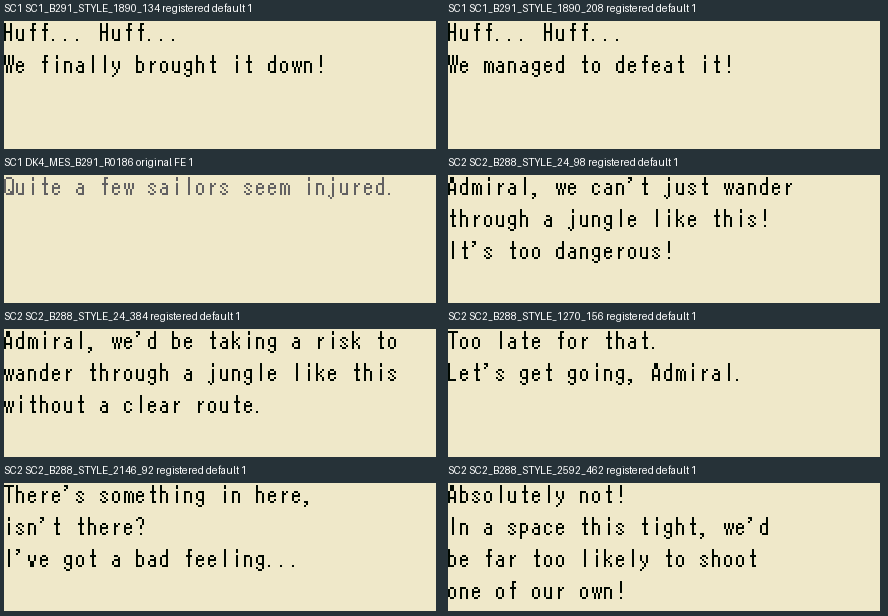 SC1 SC1_B291_STYLE_1890_134 registered default 1
Huff... Huff...
We finally brought it down!
SC1 SC1_B291_STYLE_1890_208 registered default 1
Huff... Huff...
We managed to defeat it!
SC1 DK4_MES_B291_R0186 original FE 1
Quite a few sailors seem injured.
SC2 SC2_B288_STYLE_24_98 registered default 1
Admiral, we can't just wander
through a jungle like this!
It's too dangerous!
SC2 SC2_B288_STYLE_24_384 registered default 1
Admiral, we'd be taking a risk to
wander through a jungle like this
without a clear route.
SC2 SC2_B288_STYLE_1270_156 registered default 1
Too late for that.
Let's get going, Admiral.
SC2 SC2_B288_STYLE_2146_92 registered default 1
There's something in here,
isn't there?
I've got a bad feeling...
SC2 SC2_B288_STYLE_2592_462 registered default 1
Absolutely not!
In a space this tight, we'd
be far too likely to shoot
one of our own!